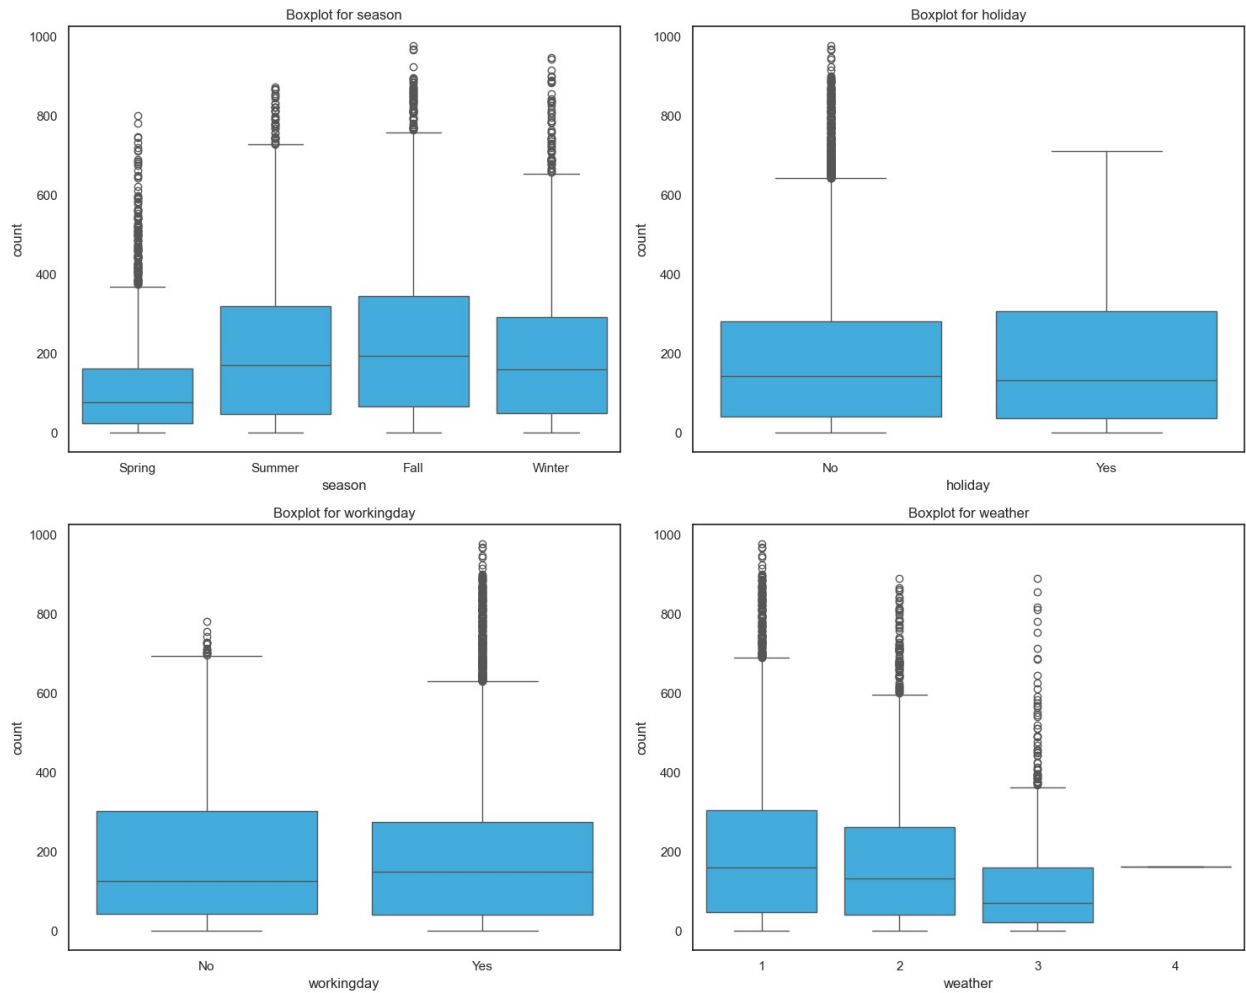 Boxplot for season
1000
800
600
400
200
0
count
Spring Summer Fall Winter
season
Boxplot for holiday
1000
800
600
400
200
0
count
No Yes
holiday
Boxplot for workingday
1000
800
600
400
200
0
count
No Yes
workingday
Boxplot for weather
1000
800
600
400
200
0
count
1 2 3 4
weather